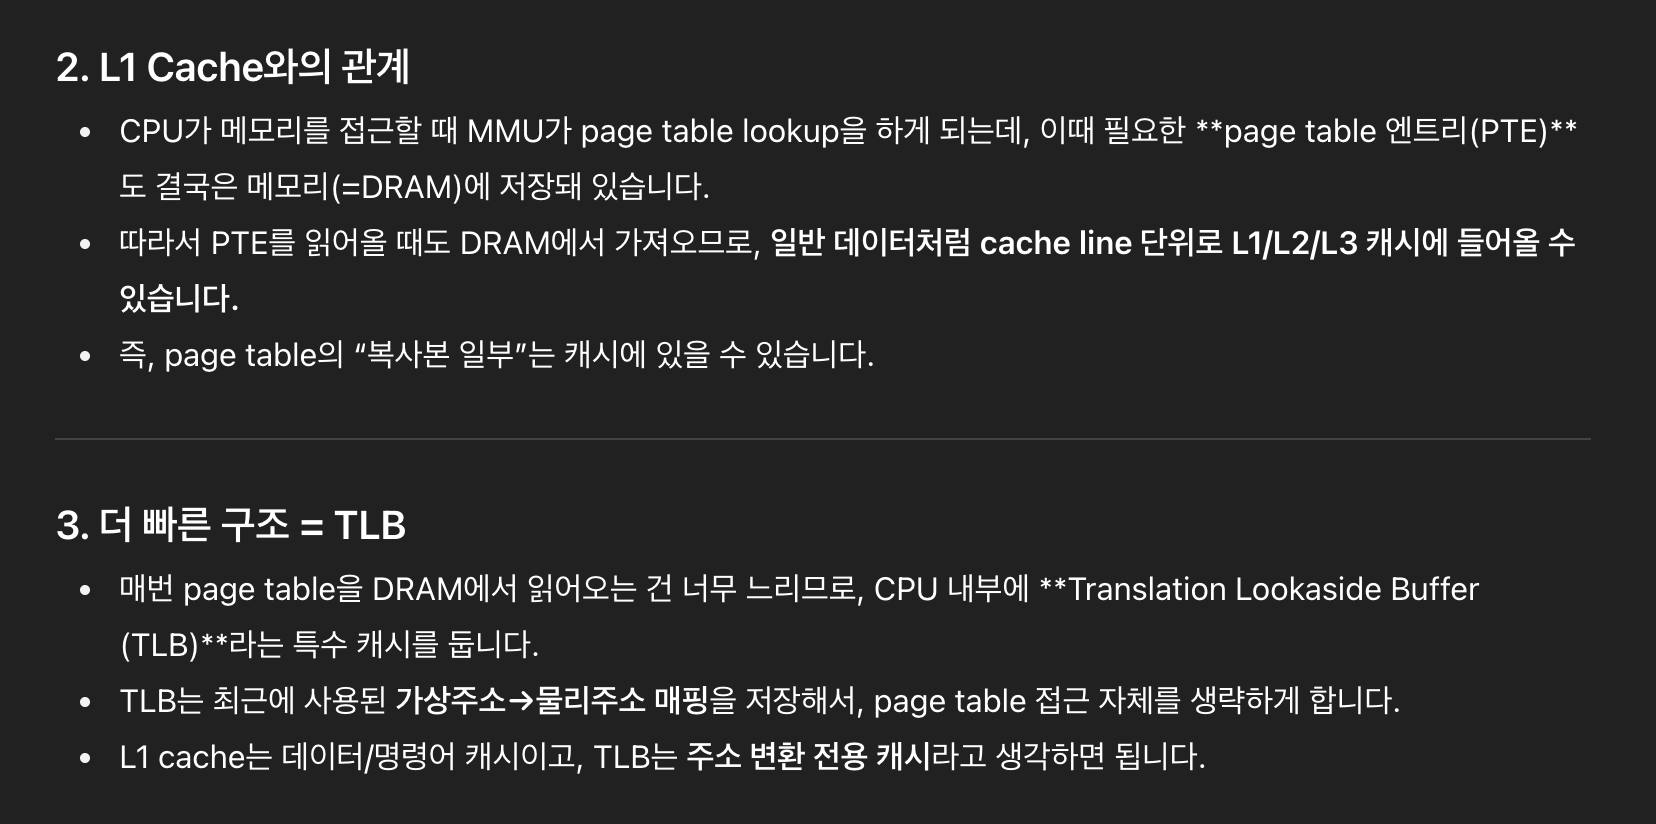 2. L1 Cache와의 관계
• CPU가 메모리를 접근할 때 MMU가 page table lookup을 하게 되는데, 이때 필요한 **page table 엔트리(PTE)**
도 결국은 메모리(=DRAM)에 저장돼 있습니다.
• 따라서 PTE를 읽어올 때도 DRAM에서 가져오므로, 일반 데이터처럼 cache line 단위로 L1/L2/L3 캐시에 들어올 수
있습니다.
• 즉, page table의 “복사본 일부”는 캐시에 있을 수 있습니다.
3. 더 빠른 구조 = TLB
• 매번 page table을 DRAM에서 읽어오는 건 너무 느리므로, CPU 내부에 **Translation Lookaside Buffer
(TLB)**라는 특수 캐시를 둡니다.
• TLB는 최근에 사용된 가상주소→물리주소 매핑을 저장해서, page table 접근 자체를 생략하게 합니다.
• L1 cache는 데이터/명령어 캐시이고, TLB는 주소 변환 전용 캐시라고 생각하면 됩니다.